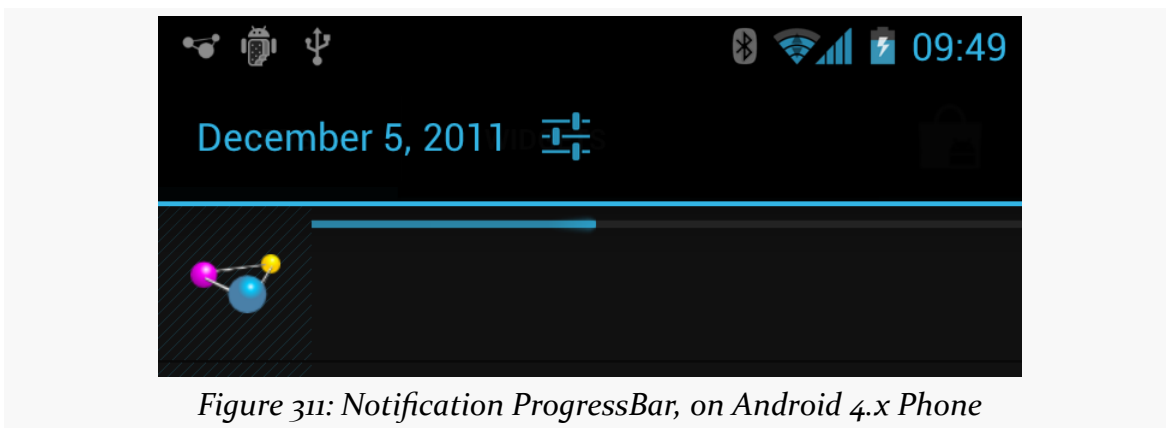 09:49
December 5, 2011
Figure 311: Notification ProgressBar, on Android 4.x Phone